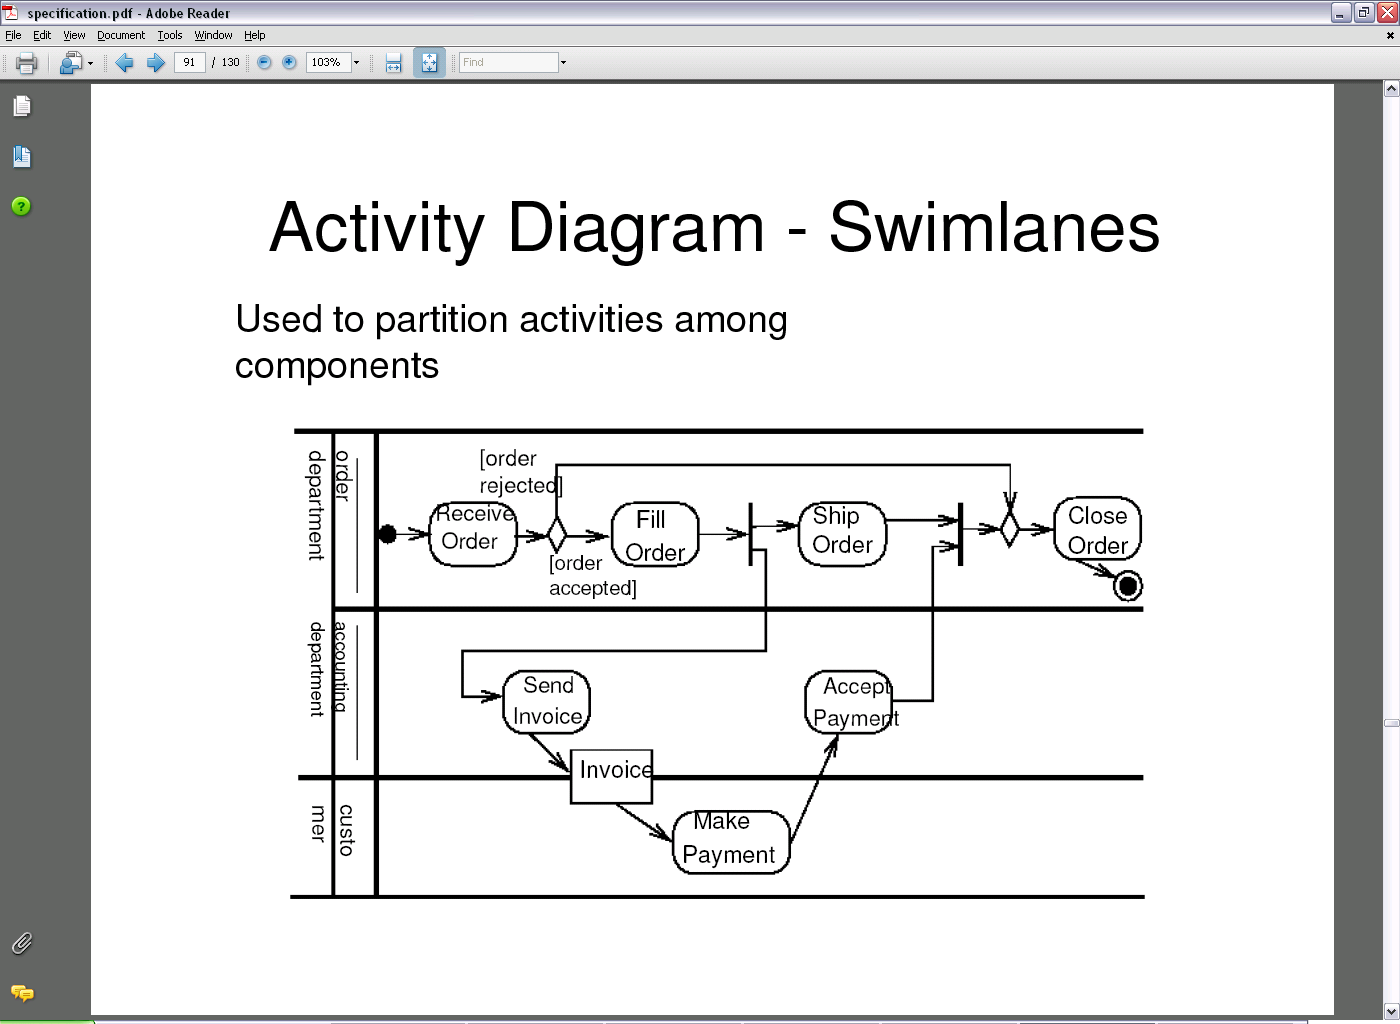 specification.pdf - Adobe Reader
File Edit View Document Tools Window Help
91 / 130 103% Find
Activity Diagram - Swimlanes
Used to partition activities among
components
order
department
[order
rejected]
Receive
Order
[order
accepted]
Fill
Order
Ship
Order
Close
Order
accounting
department
Send
Invoice
Accept
Payment
Invoice
custo
mer
Make
Payment